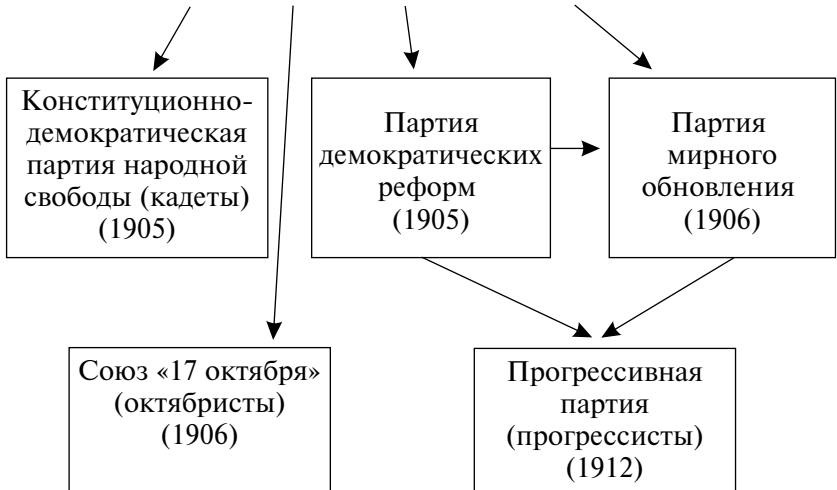 Конституционно-
демократическая
партия народной
свободы (кадеты)
(1905)
Партия
демократических
реформ
(1905)
Партия
мирного
обновления
(1906)
Союз «17 октября»
(октябристы)
(1906)
Прогрессивная
партия
(прогрессисты)
(1912)